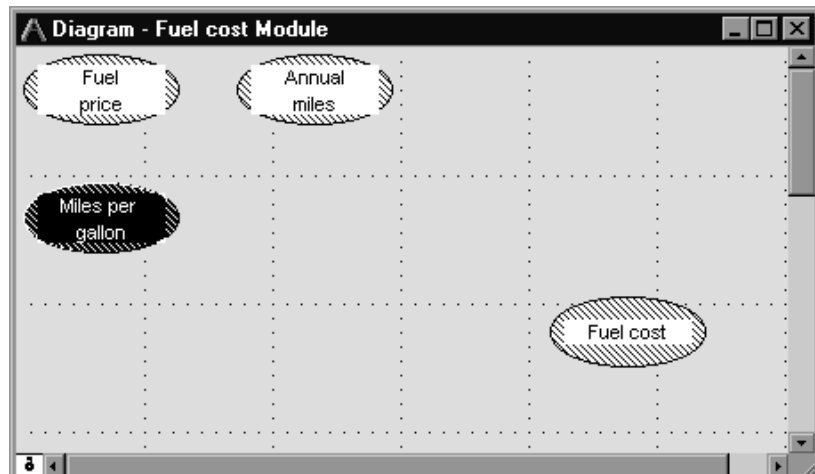 Diagram - Fuel cost Module
Fuel
price
Annual
miles
Miles per
gallon
Fuel cost